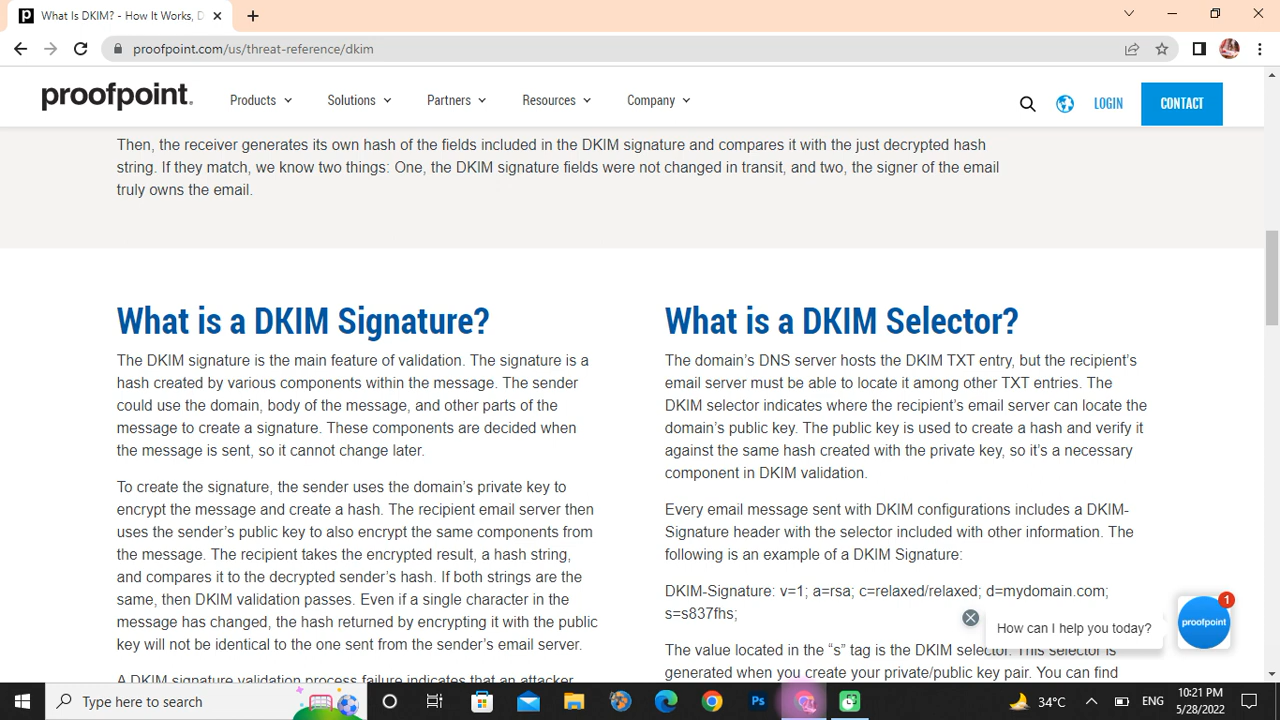 What Is DKIM? - How It Works, D
proofpoint.com/us/threat-reference/dkim
proofpoint.
Products
Solutions
Partners
Resources
Company
LOGIN
CONTACT
Then, the receiver generates its own hash of the fields included in the DKIM signature and compares it with the just decrypted hash
string. If they match, we know two things: One, the DKIM signature fields were not changed in transit, and two, the signer of the email
truly owns the email.
What is a DKIM Signature?
The DKIM signature is the main feature of validation. The signature is a
hash created by various components within the message. The sender
could use the domain, body of the message, and other parts of the
message to create a signature. These components are decided when
the message is sent, so it cannot change later.
To create the signature, the sender uses the domain's private key to
encrypt the message and create a hash. The recipient email server then
uses the sender's public key to also encrypt the same components from
the message. The recipient takes the encrypted result, a hash string,
and compares it to the decrypted sender's hash. If both strings are the
same, then DKIM validation passes. Even if a single character in the
message has changed, the hash returned by encrypting it with the public
key will not be identical to the one sent from the sender's email server.
A DKIM signature validation process failure indicates that an attacker
What is a DKIM Selector?
The domain's DNS server hosts the DKIM TXT entry, but the recipient's
email server must be able to locate it among other TXT entries. The
DKIM selector indicates where the recipient's email server can locate the
domain's public key. The public key is used to create a hash and verify it
against the same hash created with the private key, so it's a necessary
component in DKIM validation.
Every email message sent with DKIM configurations includes a DKIM-
Signature header with the selector included with other information. The
following is an example of a DKIM Signature:
DKIM-Signature: v=1; a=rsa; c=relaxed/relaxed; d=mydomain.com;
s=s837fhs;
The value located in the “s” tag is the DKIM selector. This selector is
generated when you create your private/public key pair. You can find
How can I help you today?
proofpoint
1
Type here to search
Ps
34°C
ENG
10:21 PM
5/28/2022